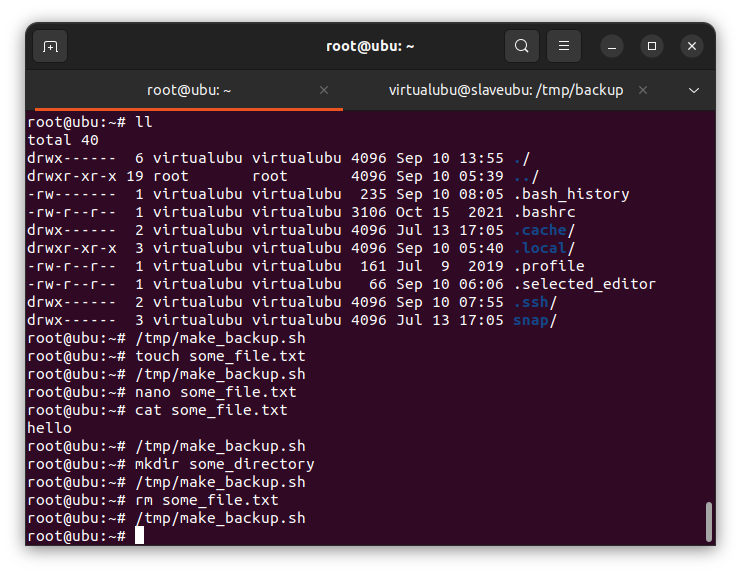 root@ubu: ~
root@ubu: ~ × virtualubu@slaveubu: /tmp/backup ×
root@ubu:~# ll
total 40
drwx------  6 virtualubu virtualubu 4096 Sep 10 13:55 ./
drwxr-xr-x 19 root       root       4096 Sep 10 05:39 ../
-rw-------  1 virtualubu virtualubu  235 Sep 10 08:05 .bash_history
-rw-r--r--  1 virtualubu virtualubu 3106 Oct 15  2021 .bashrc
drwx------  2 virtualubu virtualubu 4096 Jul 13 17:05 .cache/
drwxr-xr-x  3 virtualubu virtualubu 4096 Sep 10 05:40 .local/
-rw-r--r--  1 virtualubu virtualubu  161 Jul  9  2019 .profile
-rw-r--r--  1 virtualubu virtualubu   66 Sep 10 06:06 .selected_editor
drwx------  2 virtualubu virtualubu 4096 Sep 10 07:55 .ssh/
drwx------  3 virtualubu virtualubu 4096 Jul 13 17:05 snap/
root@ubu:~# /tmp/make_backup.sh
root@ubu:~# touch some_file.txt
root@ubu:~# /tmp/make_backup.sh
root@ubu:~# nano some_file.txt
root@ubu:~# cat some_file.txt
hello
root@ubu:~# /tmp/make_backup.sh
root@ubu:~# mkdir some_directory
root@ubu:~# /tmp/make_backup.sh
root@ubu:~# rm some_file.txt
root@ubu:~# /tmp/make_backup.sh
root@ubu:~#